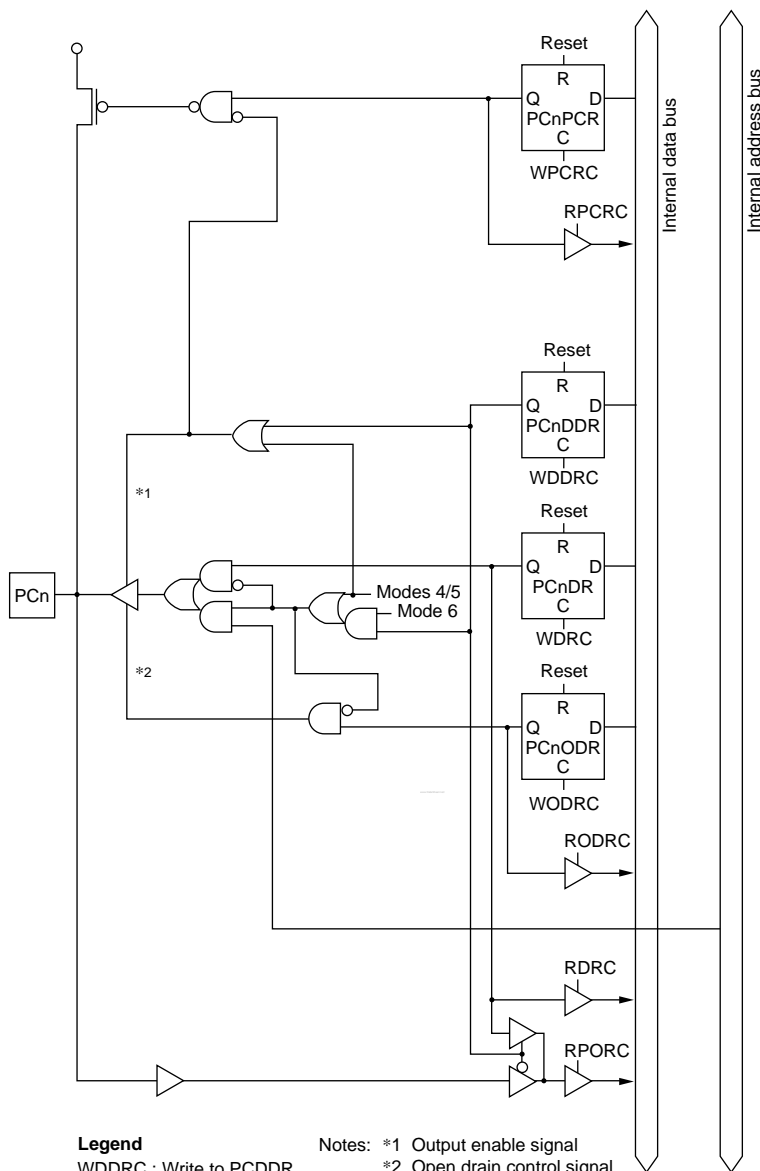 Reset
R
Q D
PCnPCR
C
WPCRC
RPCRC
Internal data bus
Internal address bus
Reset
R
Q D
PCnDDR
C
WDDRC
*1
Reset
R
Q D
PCnDR
C
WDRC
PCn
Modes 4/5
Mode 6
*2
Reset
R
Q D
PCnODR
C
WODRC
RODRC
RDRC
RPORC
Legend
WDDRC : Write to PCDDR
Notes: *1 Output enable signal
*2 Open drain control signal